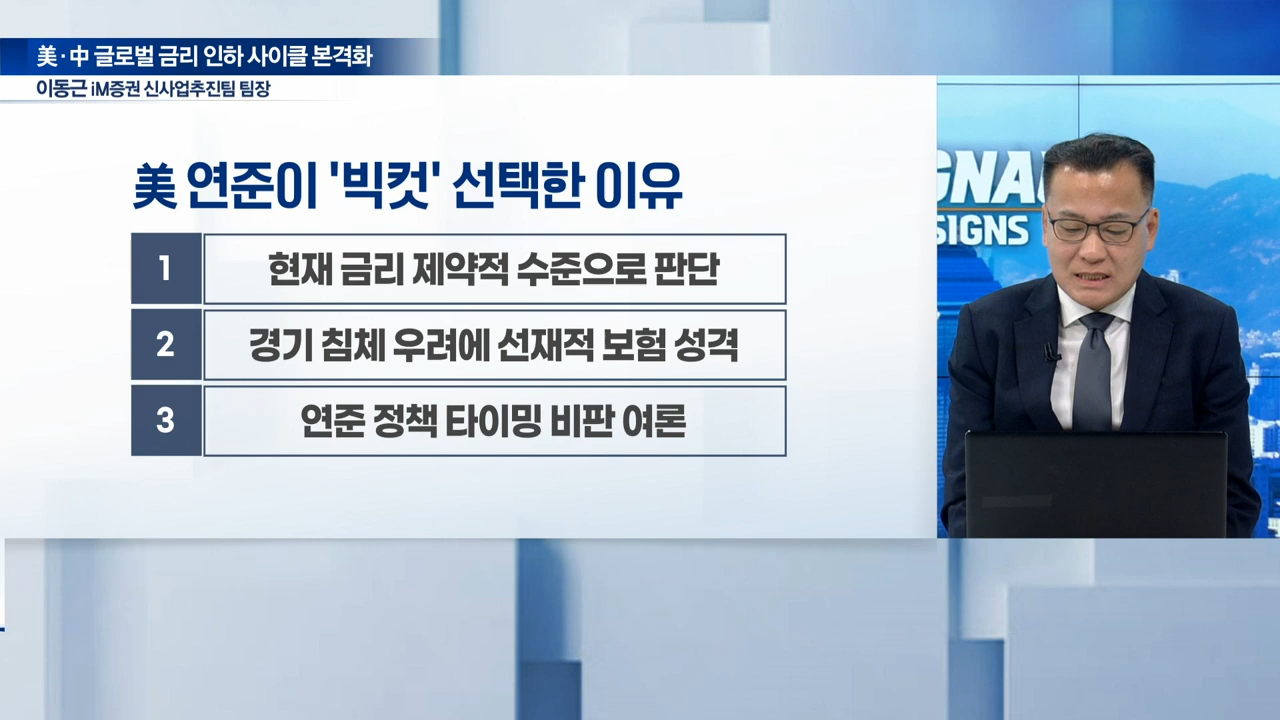 美·中 글로벌 금리 인하 사이클 본격화
이동근 iM증권 신사업추진팀 팀장
美 연준이 '빅컷' 선택한 이유
1 현재 금리 제약적 수준으로 판단
2 경기 침체 우려에 선재적 보험 성격
3 연준 정책 타이밍 비판 여론
GNA
SIGNS